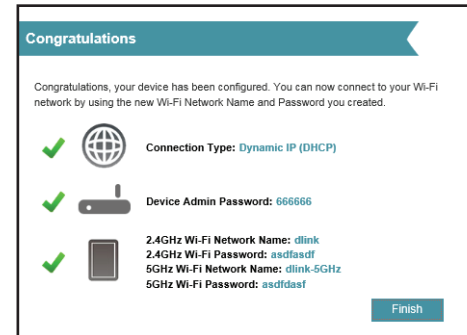 Congratulations
Congratulations, your device has been configured. You can now connect to your Wi-Fi
network by using the new Wi-Fi Network Name and Password you created.
Connection Type: Dynamic IP (DHCP)
Device Admin Password: 666666
2.4GHz Wi-Fi Network Name: dlink
2.4GHz Wi-Fi Password: asdfasdf
5GHz Wi-Fi Network Name: dlink-5GHz
5GHz Wi-Fi Password: asdfdasf
Finish